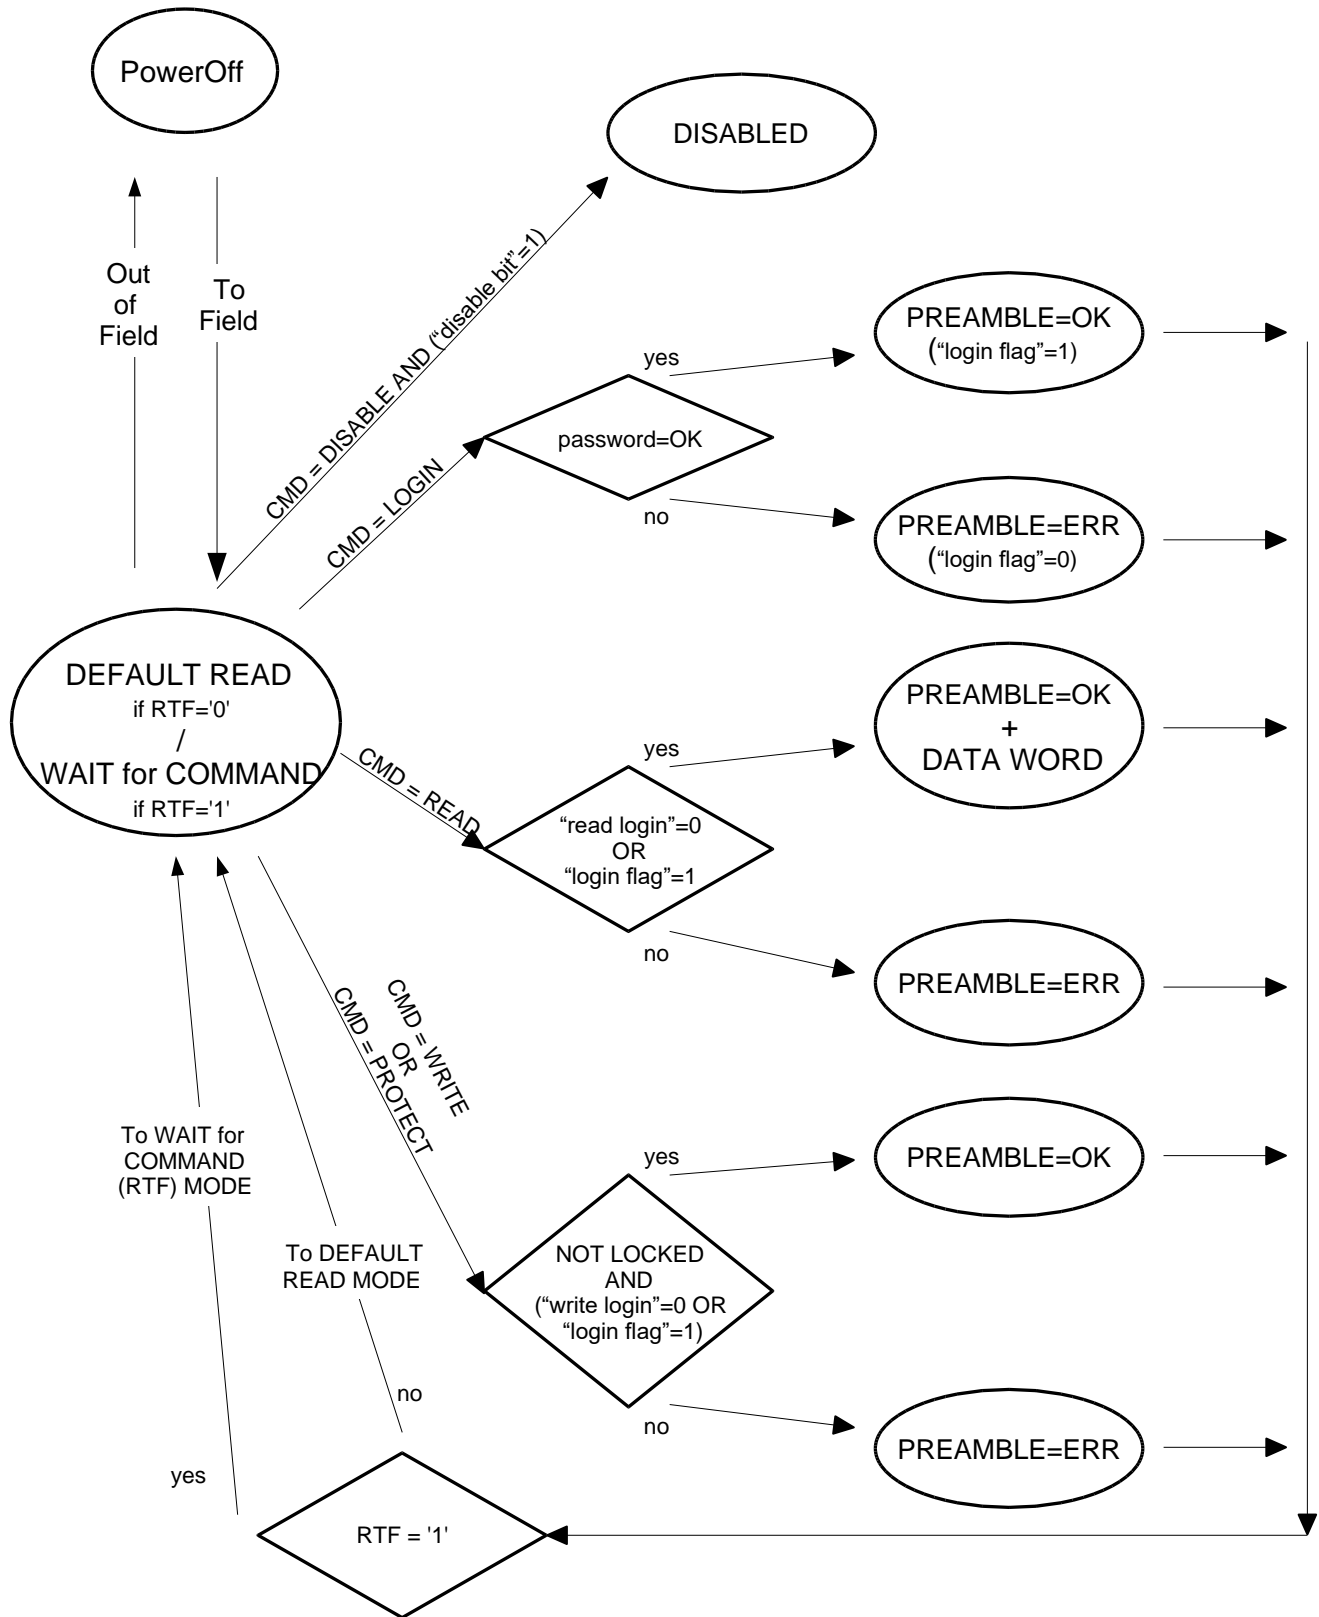 PowerOff
DISABLED
Out
of
Field
To
Field
CMD = DISABLE AND (“disable bit”=1)
CMD = LOGIN
password=OK
yes
no
PREAMBLE=OK
(“login flag”=1)
PREAMBLE=ERR
(“login flag”=0)
DEFAULT READ
if RTF='0'
/
WAIT for COMMAND
if RTF='1'
CMD = READ
“read login”=0
OR
“login flag”=1
yes
no
PREAMBLE=OK
+
DATA WORD
PREAMBLE=ERR
CMD = WRITE
OR
CMD = PROTECT
To WAIT for
COMMAND
(RTF) MODE
To DEFAULT
READ MODE
NOT LOCKED
AND
(“write login”=0 OR
“login flag”=1)
yes
no
PREAMBLE=OK
PREAMBLE=ERR
no
yes
RTF = '1'